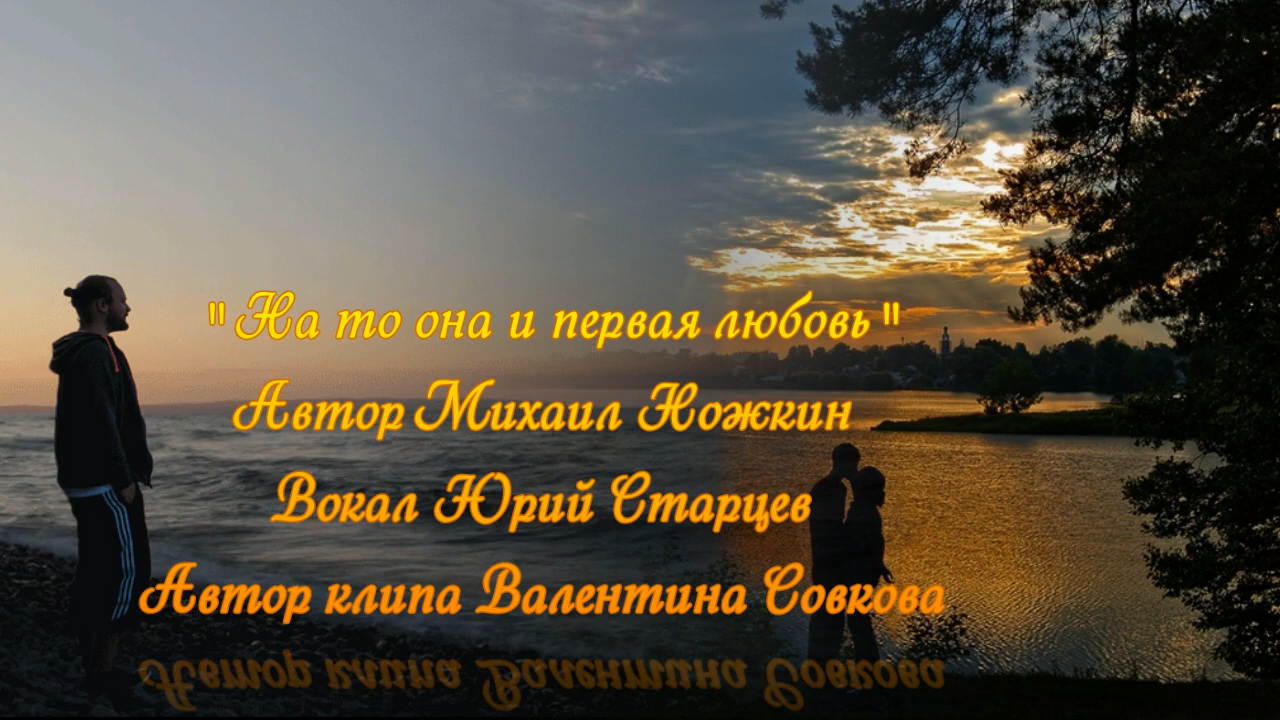 " На то она и первая любовь "
Автор Михаил Ножкин
Вокал Юрий Старцев
Автор клипа Валентина Совкова